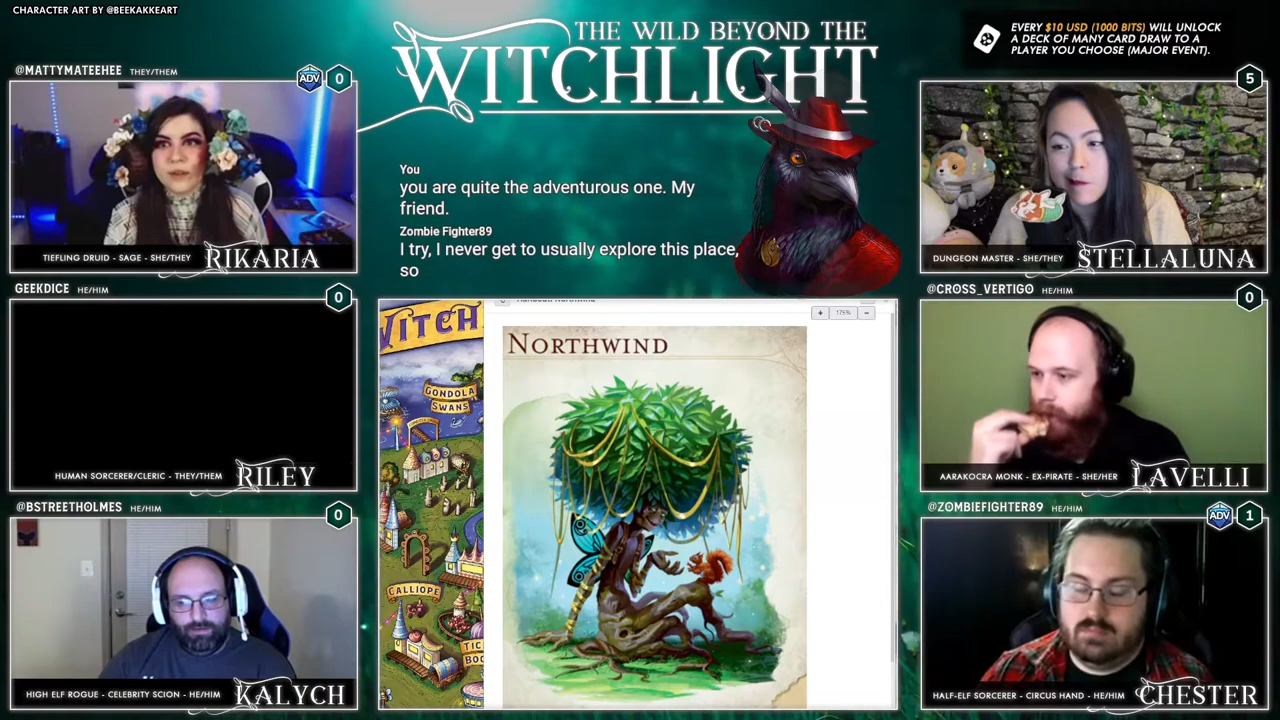 CHARACTER ART BY @BEEKAKKEART
THE WILD BEYOND THE
WITCHLIGHT
EVERY $10 USD (1000 BITS) WILL UNLOCK
A DECK OF MANY CARD DRAW TO A
PLAYER YOU CHOOSE (MAJOR EVENT).
@MATTYMATEEHEE THEY/THEM
ADV 0
TIEFLING DRUID - SAGE - SHE/THEY RIKARIA
You
you are quite the adventurous one. My
friend.
Zombie Fighter89
I try, I never get to usually explore this place,
so
5
DUNGEON MASTER - SHE/THEY STELLALUNA
GEEKDICE HE/HIM
0
HUMAN SORCERER/CLERIC - THEY/THEM RILEY
@CROSS_VERTIGO HE/HIM
0
AARAKOCRA MONK - EX-PIRATE - SHE/HER LAVELLI
+ 175% −
WITCH
GONDOLA
SWANS
CALLIOPE
NORTHWIND
@BSTREETHOLMES HE/HIM
0
HIGH ELF ROGUE - CELEBRITY SCION - HE/HIM KALYCH
@ZOMBIEFIGHTER89 HE/HIM
ADV 1
HALF-ELF SORCERER - CIRCUS HAND - HE/HIM CHESTER